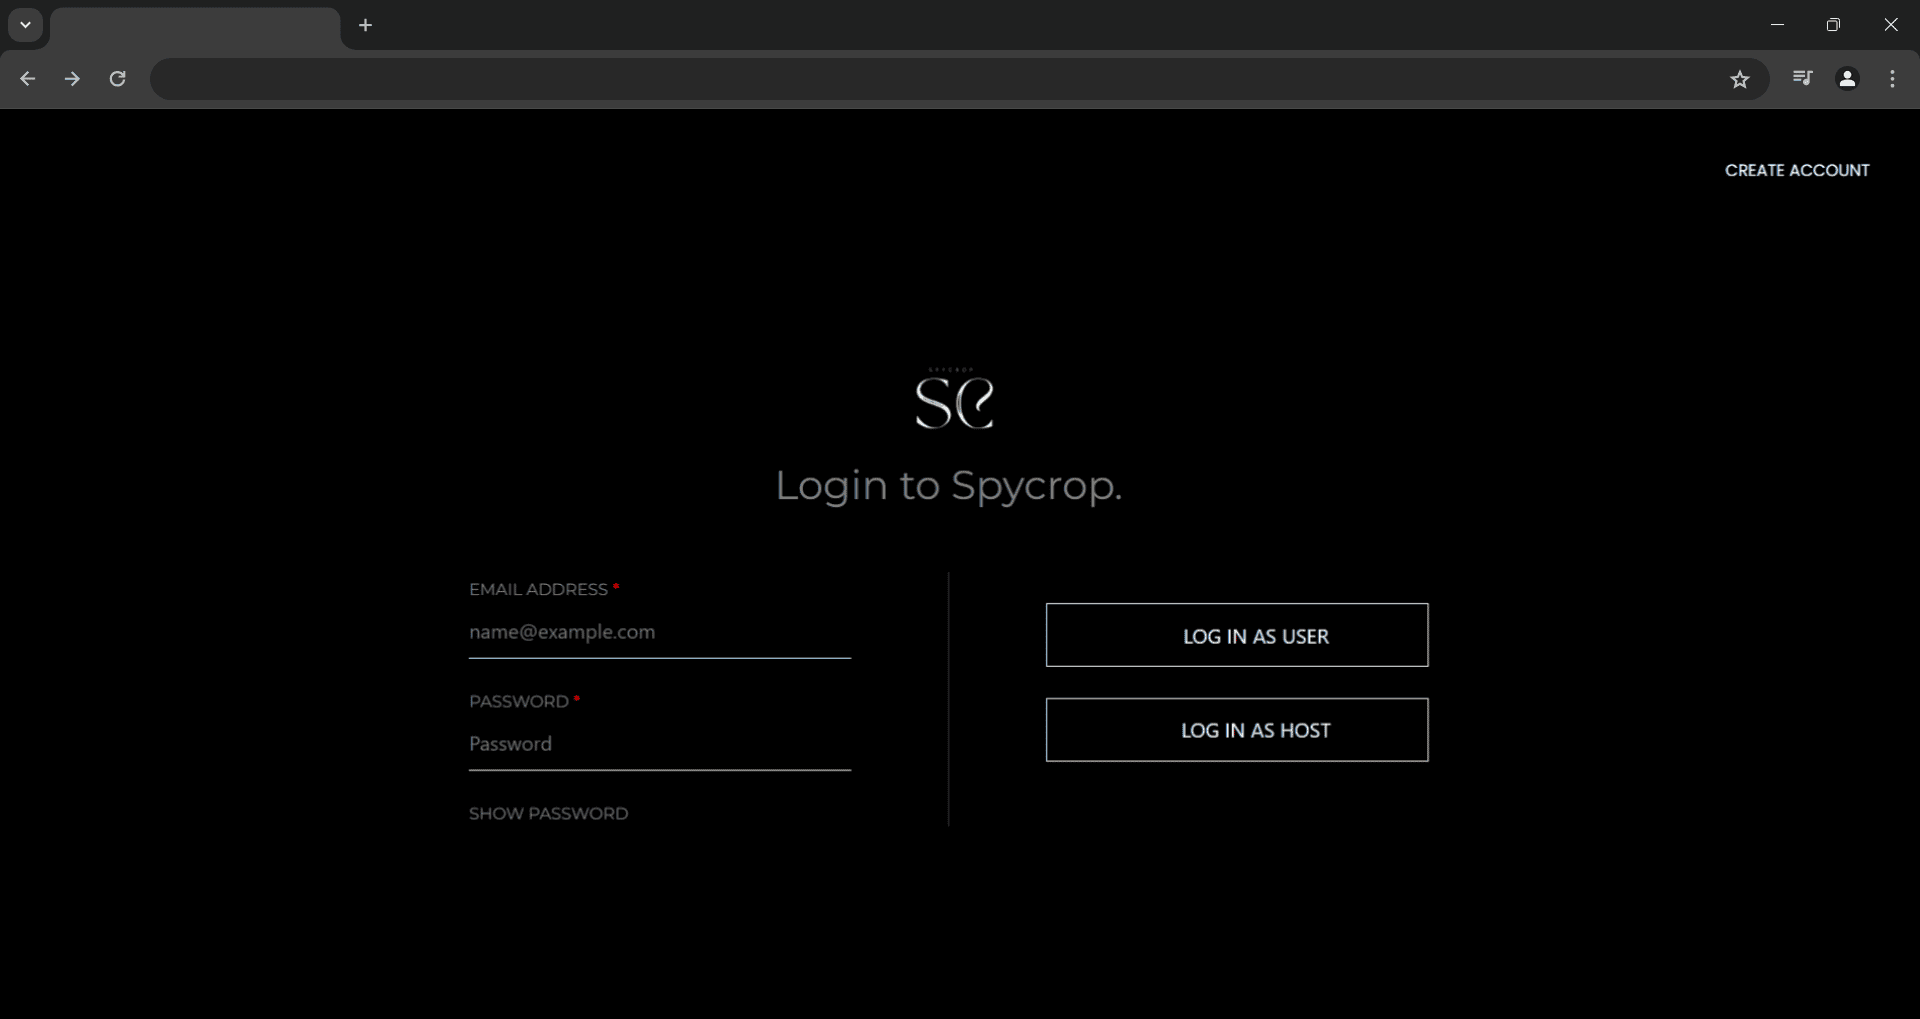 CREATE ACCOUNT
SPYCROP
SC
Login to Spycrop.
EMAIL ADDRESS *
name@example.com
PASSWORD *
Password
SHOW PASSWORD
LOG IN AS USER
LOG IN AS HOST